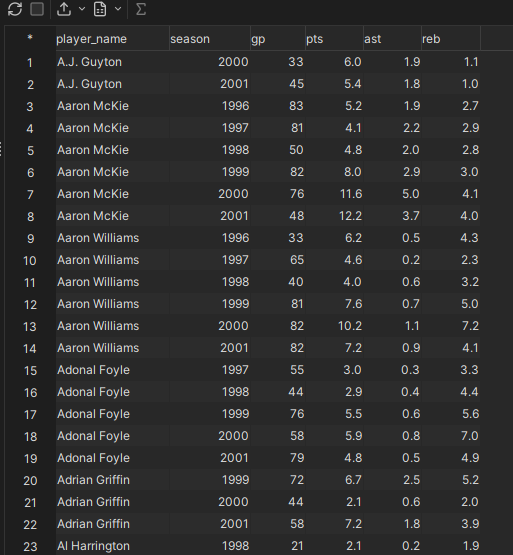 * player_name season gp pts ast reb
1 A.J. Guyton 2000 33 6.0 1.9 1.1
2 A.J. Guyton 2001 45 5.4 1.8 1.0
3 Aaron McKie 1996 83 5.2 1.9 2.7
4 Aaron McKie 1997 81 4.1 2.2 2.9
5 Aaron McKie 1998 50 4.8 2.0 2.8
6 Aaron McKie 1999 82 8.0 2.9 3.0
7 Aaron McKie 2000 76 11.6 5.0 4.1
8 Aaron McKie 2001 48 12.2 3.7 4.0
9 Aaron Williams 1996 33 6.2 0.5 4.3
10 Aaron Williams 1997 65 4.6 0.2 2.3
11 Aaron Williams 1998 40 4.0 0.6 3.2
12 Aaron Williams 1999 81 7.6 0.7 5.0
13 Aaron Williams 2000 82 10.2 1.1 7.2
14 Aaron Williams 2001 82 7.2 0.9 4.1
15 Adonal Foyle 1997 55 3.0 0.3 3.3
16 Adonal Foyle 1998 44 2.9 0.4 4.4
17 Adonal Foyle 1999 76 5.5 0.6 5.6
18 Adonal Foyle 2000 58 5.9 0.8 7.0
19 Adonal Foyle 2001 79 4.8 0.5 4.9
20 Adrian Griffin 1999 72 6.7 2.5 5.2
21 Adrian Griffin 2000 44 2.1 0.6 2.0
22 Adrian Griffin 2001 58 7.2 1.8 3.9
23 Al Harrington 1998 21 2.1 0.2 1.9